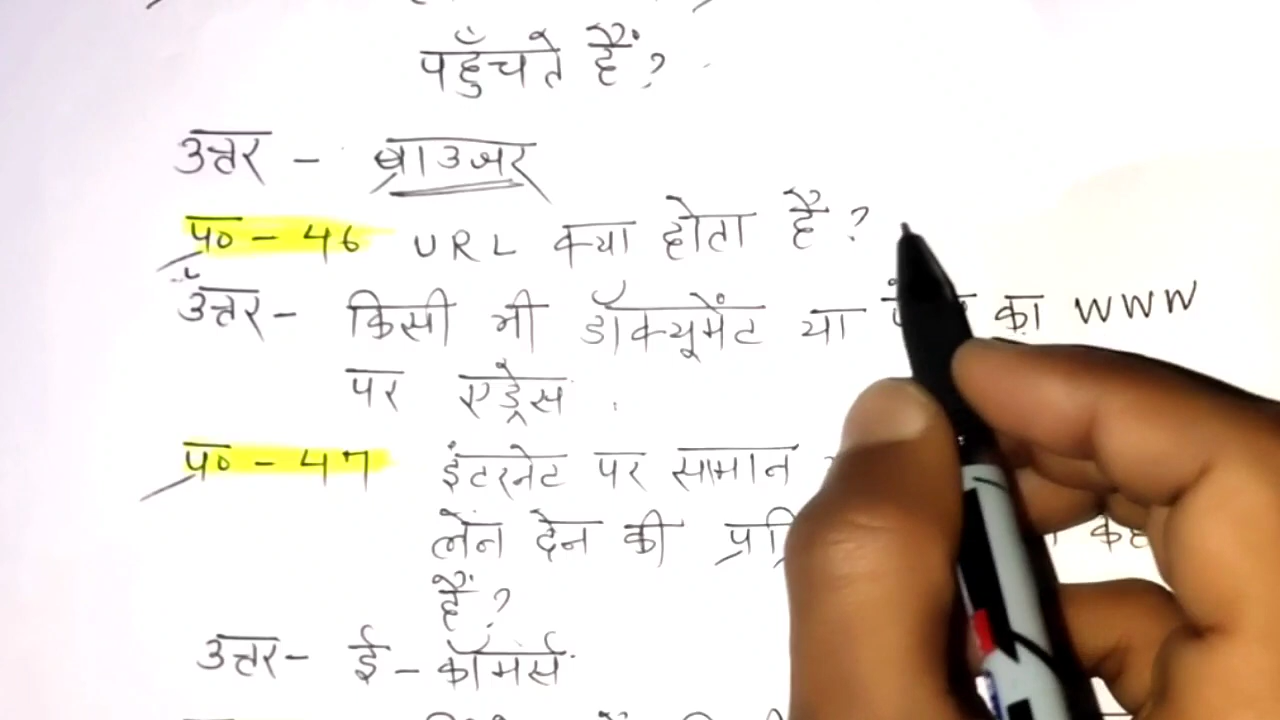 पहुँचते हैं?
उत्तर - ब्राउजर
प्र० - 46 URL क्या होता है ?
उत्तर - किसी भी डॉक्यूमेंट या का WWW
पर एड्रेस .
प्र० - 47 इंटरनेट पर सामान
लेन देन की
हैं ?
उत्तर - ई - कॉमर्स